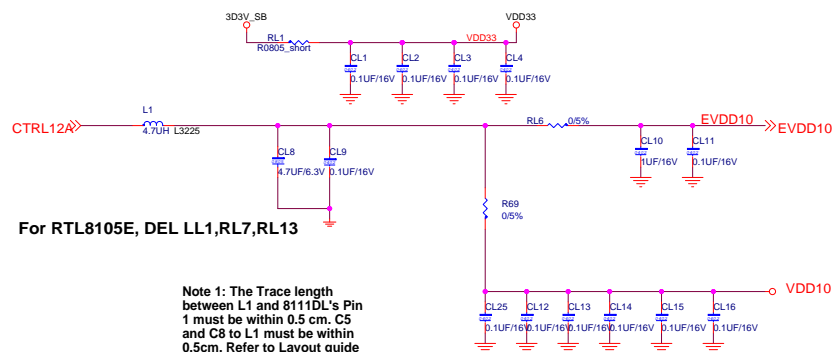 3D3V_SB
VDD33
RL1
VDD33
R0805_short
CL1
CL2
CL3
CL4
0.1UF/16V
0.1UF/16V
0.1UF/16V
0.1UF/16V
L1
RL6
0/5%
EVDD10
CTRL12A
EVDD10
4.7UH
L3225
CL8
CL9
CL10
CL11
4.7UF/6.3V
0.1UF/16V
1UF/16V
0.1UF/16V
R69
0/5%
For RTL8105E, DEL LL1,RL7,RL13
Note 1: The Trace length
between L1 and 8111DL's Pin
1 must be within 0.5 cm. C5
and C8 to L1 must be within
0.5cm. Refer to Layout guide
VDD10
CL25
CL12
CL13
CL14
CL15
CL16
0.1UF/16V
0.1UF/16V
0.1UF/16V
0.1UF/16V
0.1UF/16V
0.1UF/16V